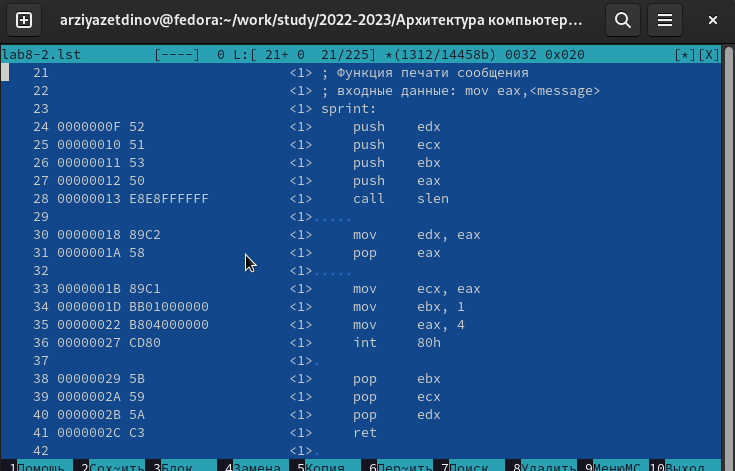 arziyazetdinov@fedora:~/work/study/2022-2023/Архитектура компьютер…
lab8-2.lst [----] 0 L:[ 21+ 0 21/225] *(1312/14458b) 0032 0x020 [*][X]
21 <1> ; Функция печати сообщения
22 <1> ; входные данные: mov eax,<message>
23 <1> sprint:
24 0000000F 52 <1> push edx
25 00000010 51 <1> push ecx
26 00000011 53 <1> push ebx
27 00000012 50 <1> push eax
28 00000013 E8E8FFFFFF <1> call slen
29 <1>.....
30 00000018 89C2 <1> mov edx, eax
31 0000001A 58 <1> pop eax
32 <1>.....
33 0000001B 89C1 <1> mov ecx, eax
34 0000001D BB01000000 <1> mov ebx, 1
35 00000022 B804000000 <1> mov eax, 4
36 00000027 CD80 <1> int 80h
37 <1>.
38 00000029 5B <1> pop ebx
39 0000002A 59 <1> pop ecx
40 0000002B 5A <1> pop edx
41 0000002C C3 <1> ret
42 <1>.
1Помощь 2Сох~ить 3Блок 4Замена 5Копия 6Пер~ить 7Поиск 8Удалить 9МенюМС 10Выход